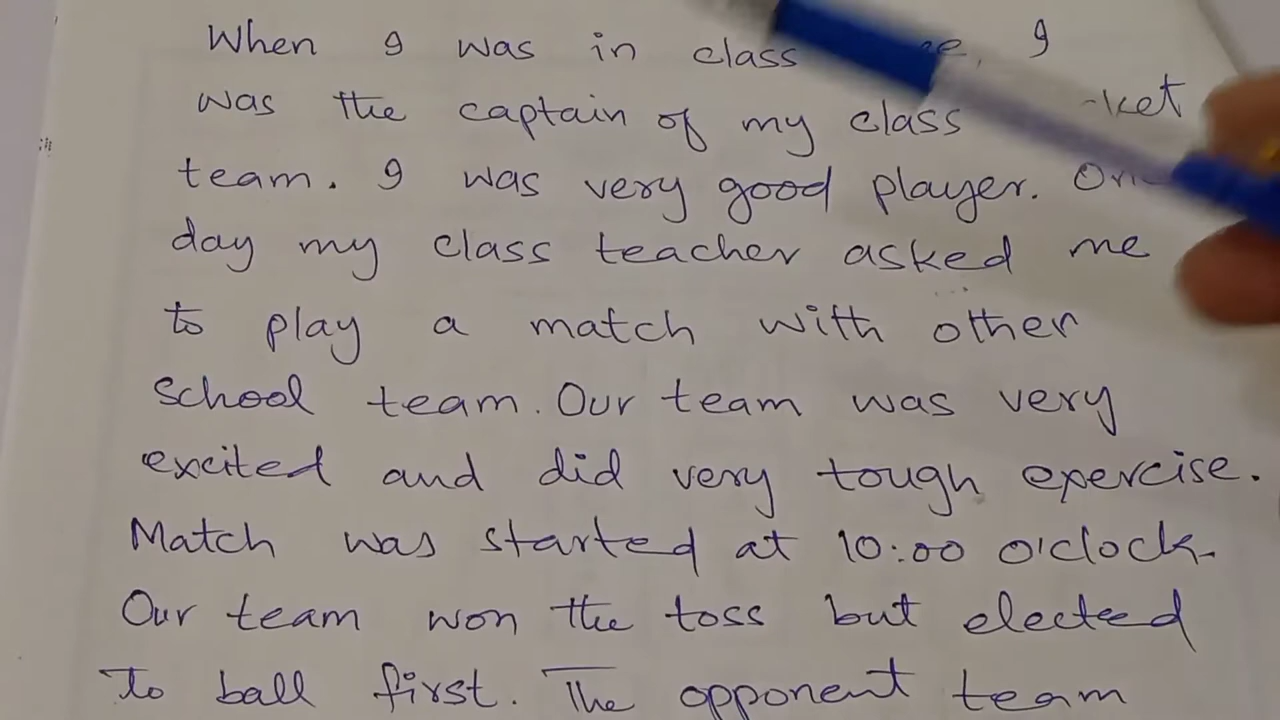 When I was in class I
was the captain of my class
team. I was very good player.
day my class teacher asked me
to play a match with other
school team. Our team was very
excited and did very tough exercise.
Match was started at 10:00 o'clock.
Our team won the toss but elected
To ball first. The opponent team